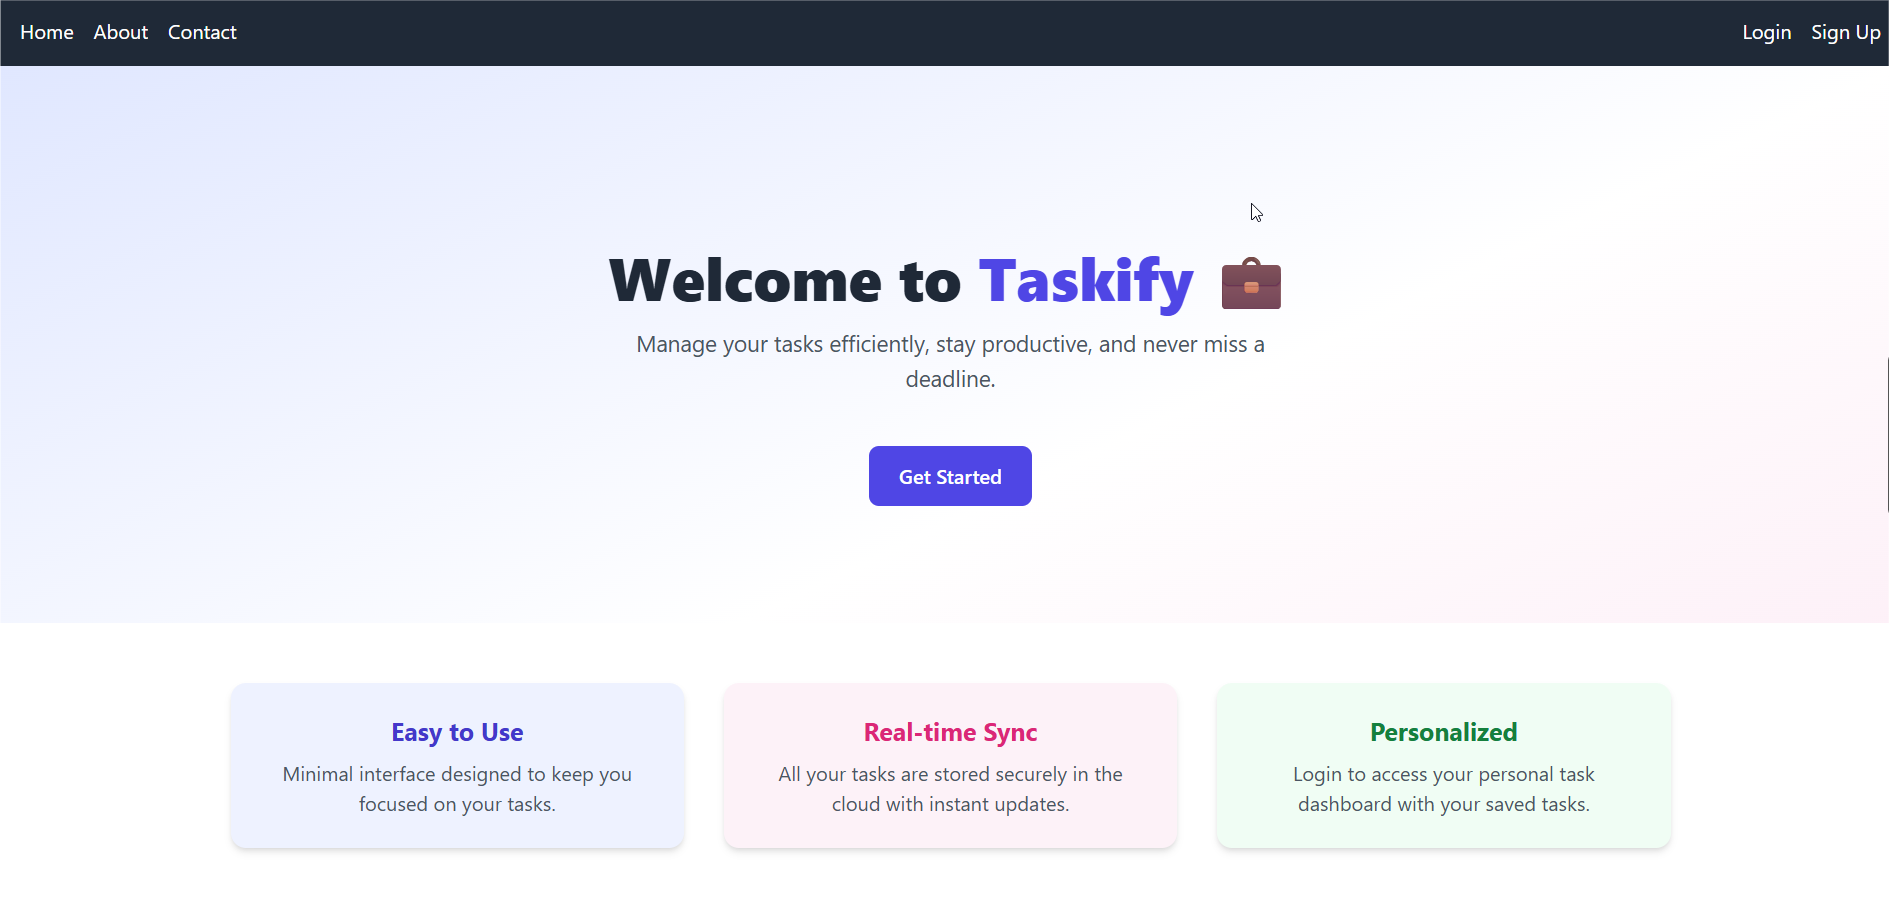 Home About Contact Login Sign Up
Welcome to Taskify
Manage your tasks efficiently, stay productive, and never miss a
deadline.
Get Started
Easy to Use
Minimal interface designed to keep you
focused on your tasks.
Real-time Sync
All your tasks are stored securely in the
cloud with instant updates.
Personalized
Login to access your personal task
dashboard with your saved tasks.